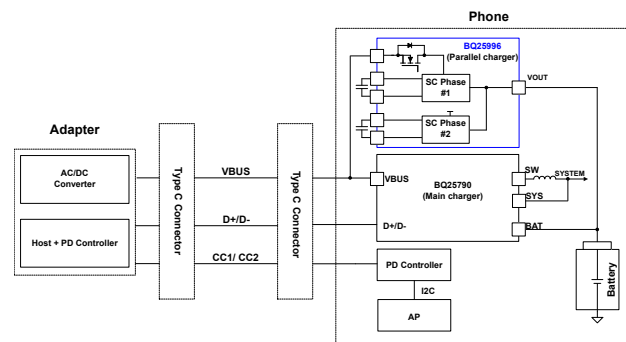 Phone
BQ25996
(Parallel charger)
SC Phase
#1
VOUT
SC Phase
#2
Adapter
AC/DC
Converter
Host + PD Controller
Type C Connector
VBUS
D+/D-
CC1/ CC2
Type C Connector
VBUS
BQ25790
(Main charger)
D+/D-
SW
SYSTEM
SYS
BAT
PD Controller
I2C
AP
Battery